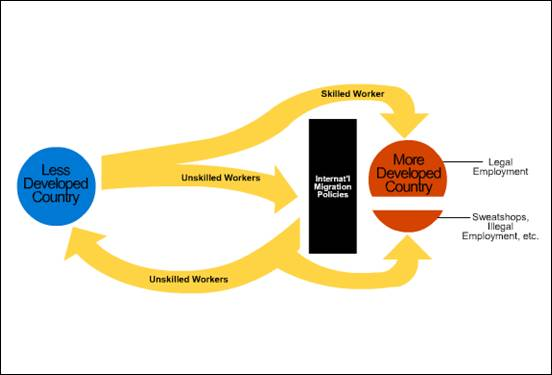 Skilled Worker
Less
Developed
Country
Unskilled Workers
Internat'l
Migration
Policies
More
Developed
Country
Legal
Employment
Sweatshops,
Illegal
Employment, etc.
Unskilled Workers